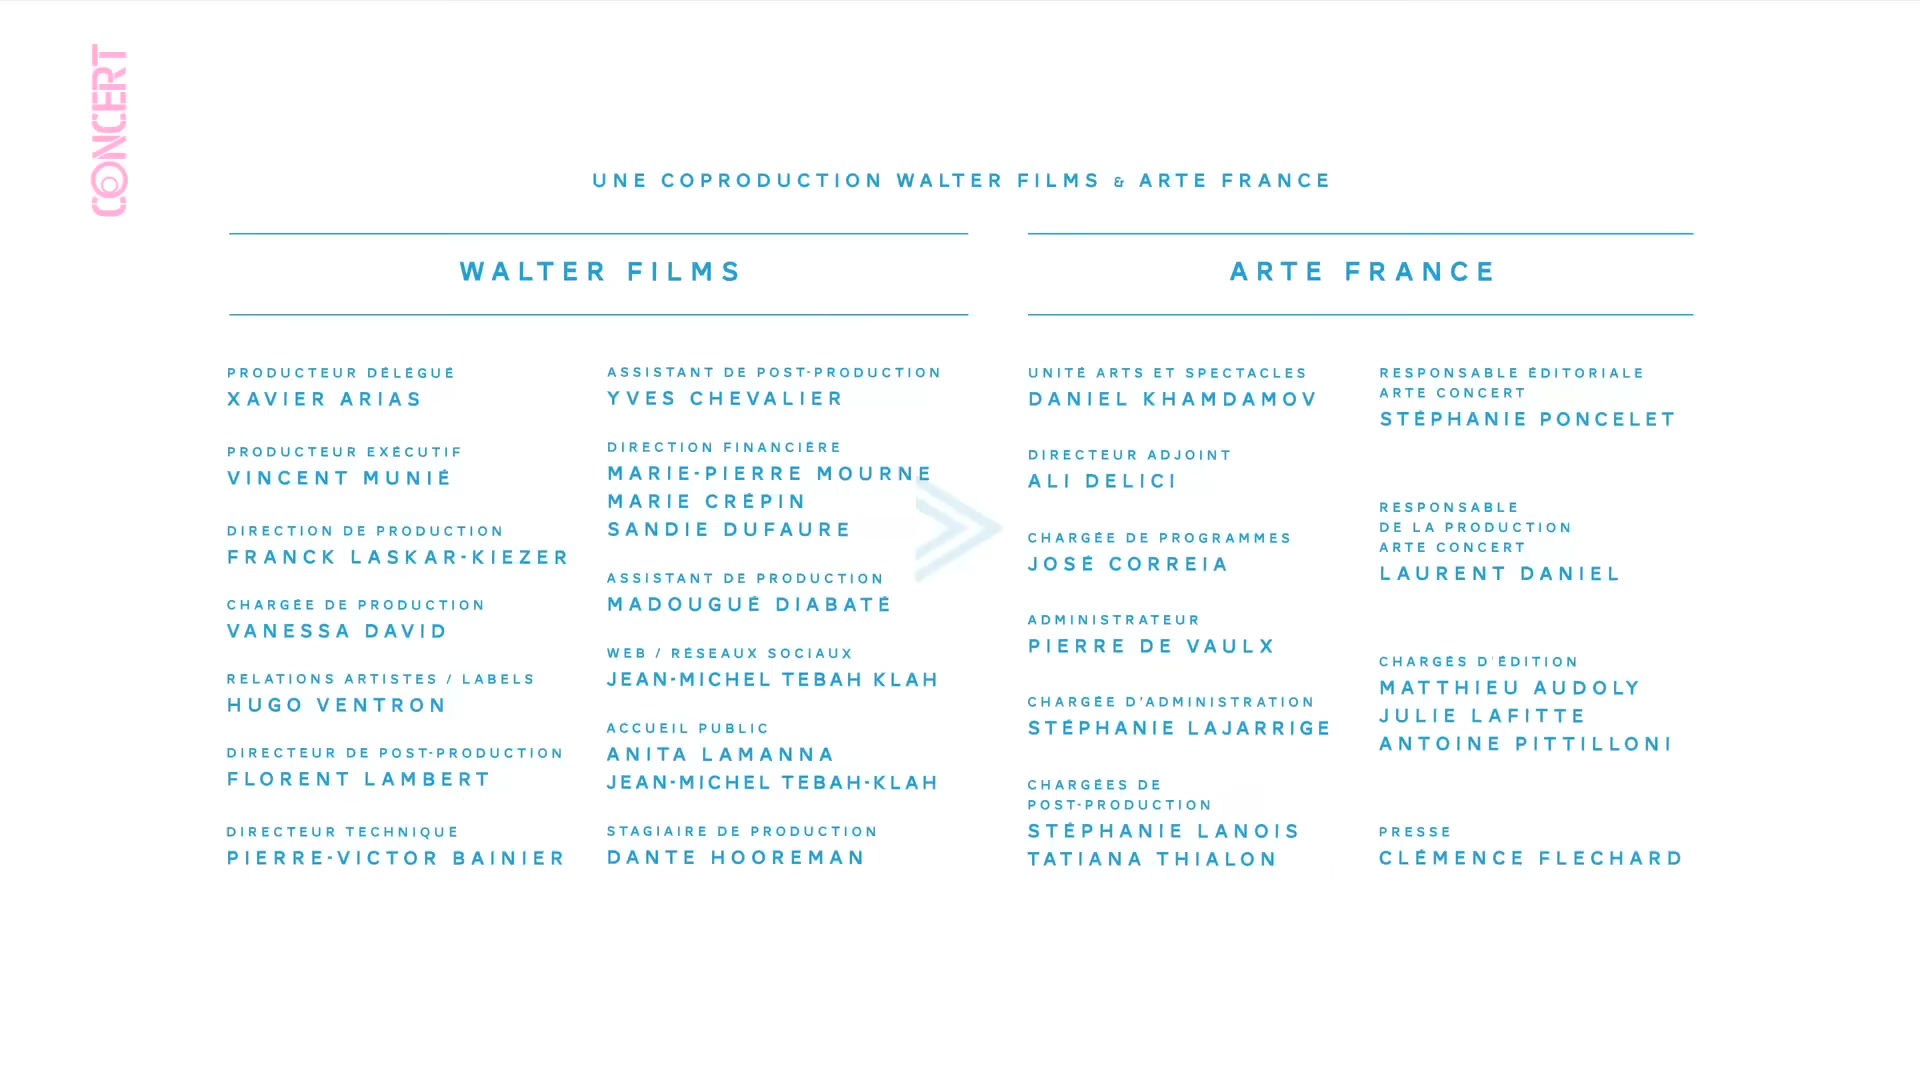 CONCERT
UNE COPRODUCTION WALTER FILMS & ARTE FRANCE
WALTER FILMS
PRODUCTEUR DÉLÉGUÉ
XAVIER ARIAS
PRODUCTEUR EXÉCUTIF
VINCENT MUNIÉ
DIRECTION DE PRODUCTION
FRANCK LASKAR-KIEZER
CHARGÉE DE PRODUCTION
VANESSA DAVID
RELATIONS ARTISTES / LABELS
HUGO VENTRON
DIRECTEUR DE POST-PRODUCTION
FLORENT LAMBERT
DIRECTEUR TECHNIQUE
PIERRE-VICTOR BAINIER
ASSISTANT DE POST-PRODUCTION
YVES CHEVALIER
DIRECTION FINANCIÈRE
MARIE-PIERRE MOURNE
MARIE CRÉPIN
SANDIE DUFAURE
ASSISTANT DE PRODUCTION
MADOUGUÉ DIABATÉ
WEB / RÉSEAUX SOCIAUX
JEAN-MICHEL TEBAH KLAH
ACCUEIL PUBLIC
ANITA LAMANNA
JEAN-MICHEL TEBAH-KLAH
STAGIAIRE DE PRODUCTION
DANTE HOOREMAN
ARTE FRANCE
UNITÉ ARTS ET SPECTACLES
DANIEL KHAMDAMOV
DIRECTEUR ADJOINT
ALI DELICI
CHARGÉE DE PROGRAMMES
JOSÉ CORREIA
ADMINISTRATEUR
PIERRE DE VAULX
CHARGÉE D'ADMINISTRATION
STÉPHANIE LAJARRIGE
CHARGÉES DE
POST-PRODUCTION
STÉPHANIE LANOIS
TATIANA THIALON
RESPONSABLE ÉDITORIALE
ARTE CONCERT
STÉPHANIE PONCELET
RESPONSABLE
DE LA PRODUCTION
ARTE CONCERT
LAURENT DANIEL
CHARGÉS D'ÉDITION
MATTHIEU AUDOLY
JULIE LAFITTE
ANTOINE PITTILLONI
PRESSE
CLÉMENCE FLECHARD